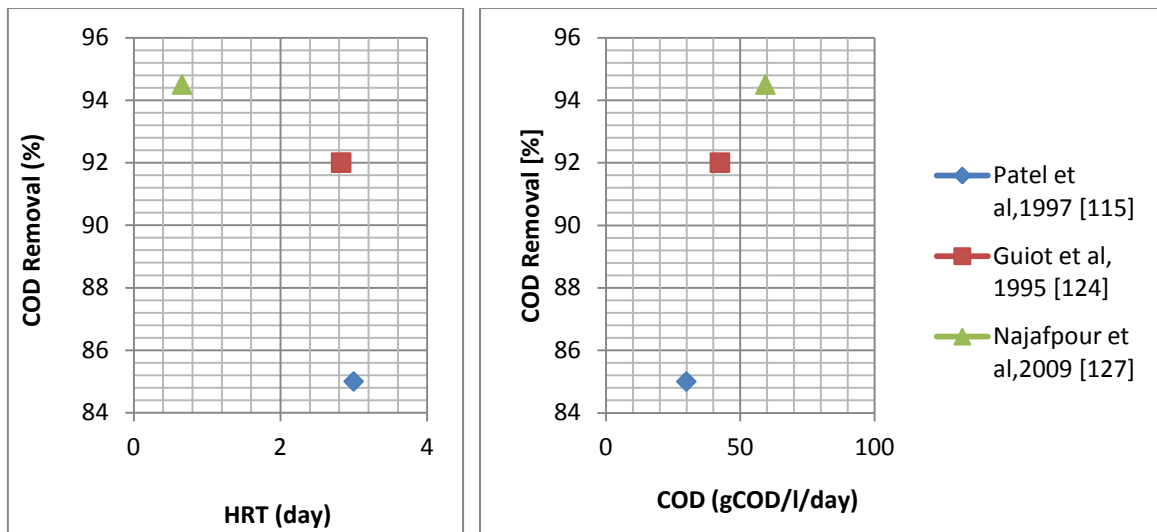 96
94
92
90
88
86
84
COD Removal (%)
0
2
4
HRT (day)
96
94
92
90
88
86
84
COD Removal [%]
0
50
100
COD (gCOD/l/day)
Patel et
al,1997 [115]
Guiot et al,
1995 [124]
Najafpour et
al,2009 [127]